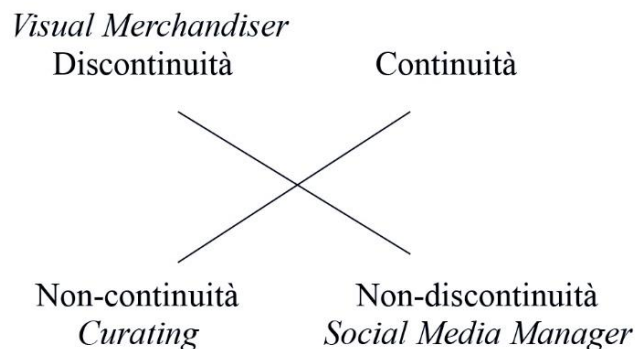 Visual Merchandiser
Discontinuità Continuità
Non-continuità Non-discontinuità
Curating Social Media Manager